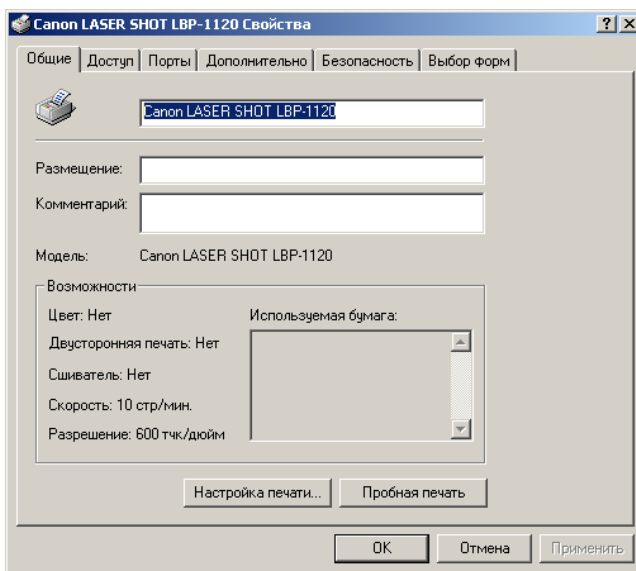 Canon LASER SHOT LBP-1120 Свойства
Общие Доступ Порты Дополнительно Безопасность Выбор форм
Canon LASER SHOT LBP-1120
Размещение:
Комментарий:
Модель: Canon LASER SHOT LBP-1120
Возможности
Цвет: Нет Используемая бумага:
Двусторонняя печать: Нет
Сшиватель: Нет
Скорость: 10 стр/мин.
Разрешение: 600 тчк/дюйм
Настройка печати... Пробная печать
OK Отмена Применить